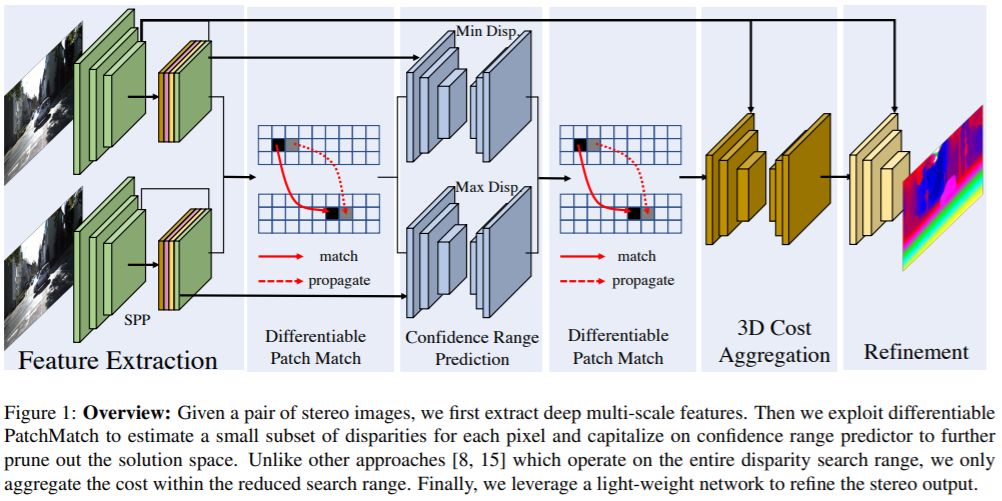 Min Disp.
Max Disp.
match
propagate
match
propagate
SPP
Feature Extraction
Differentiable
Patch Match
Confidence Range
Prediction
Differentiable
Patch Match
3D Cost
Aggregation
Refinement
Figure 1: Overview: Given a pair of stereo images, we first extract deep multi-scale features. Then we exploit differentiable
PatchMatch to estimate a small subset of disparities for each pixel and capitalize on confidence range predictor to further
prune out the solution space. Unlike other approaches [8, 15] which operate on the entire disparity search range, we only
aggregate the cost within the reduced search range. Finally, we leverage a light-weight network to refine the stereo output.